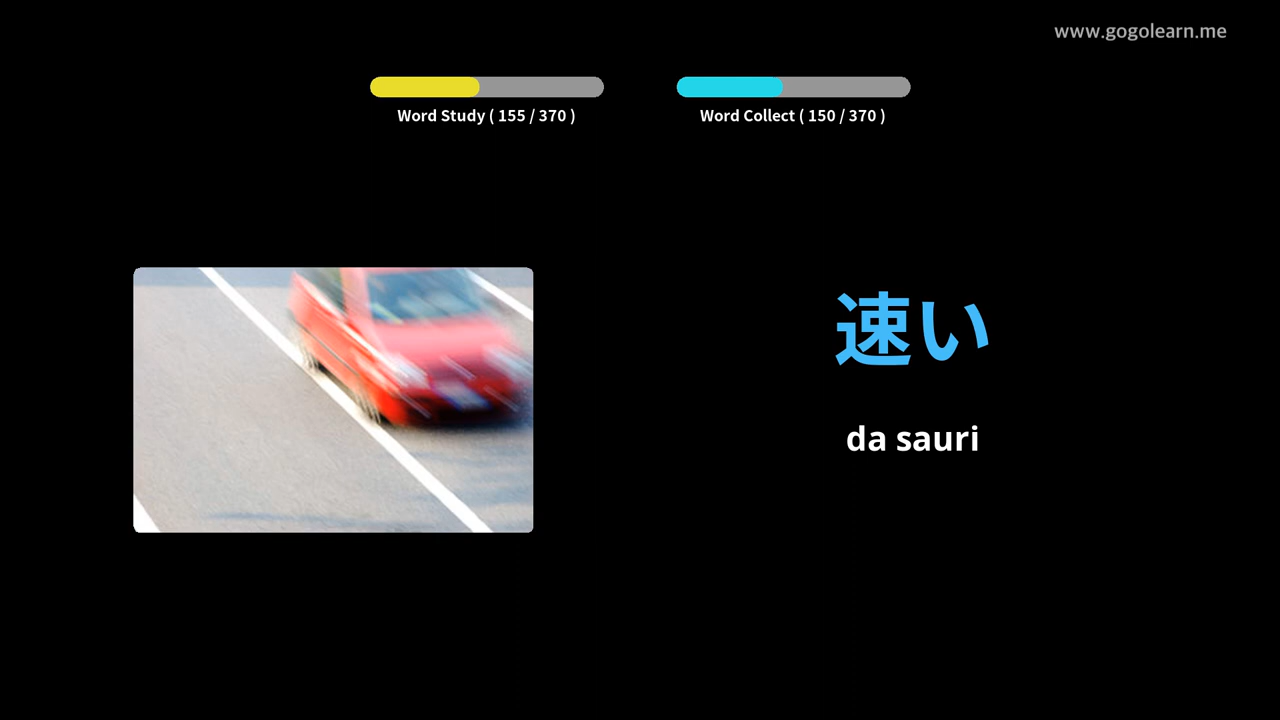 www.gogolearn.me
Word Study ( 155 / 370 )
Word Collect ( 150 / 370 )
速い
da sauri